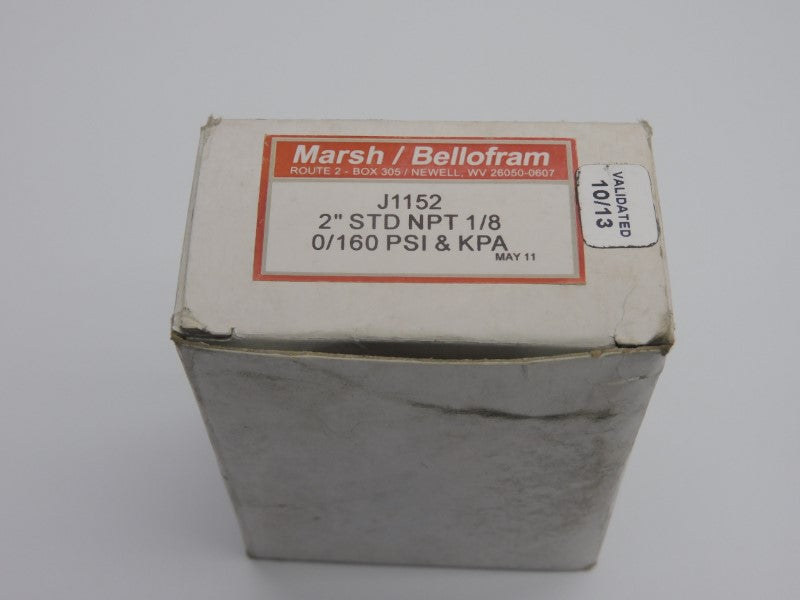 Marsh / Bellofram
ROUTE 2 - BOX 305 / NEWELL, WV 26050-0607
J1152
2" STD NPT 1/8
0/160 PSI & KPA
MAY 11
VALIDATED
10/13